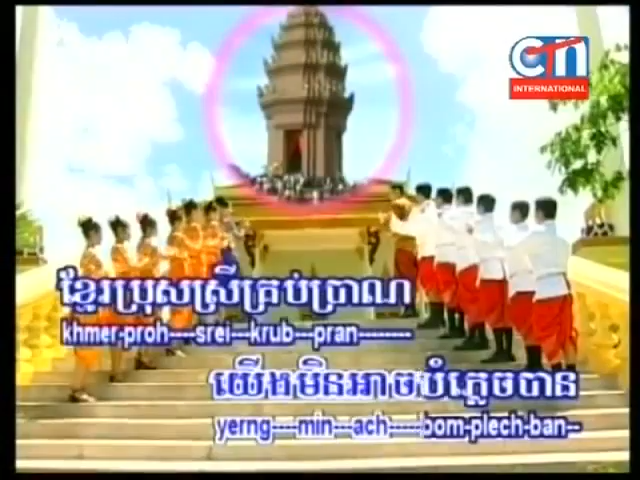 CTN
INTERNATIONAL
ខ្មែរប្រុសស្រីគ្រប់ប្រាណ
khmer-proh----srei---krub---pran--------
យើងមិនអាចបំភ្លេចបាន
yerng----min---ach-----bom-plech-ban--